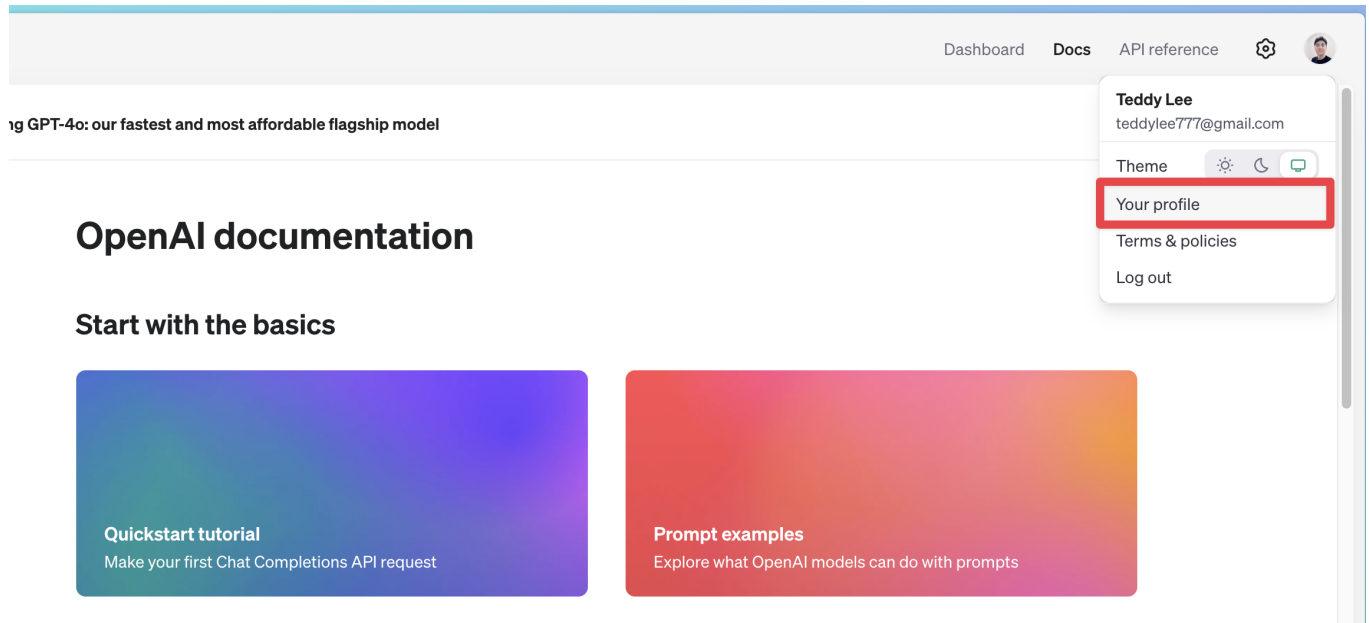 Dashboard Docs API reference
Teddy Lee
teddylee777@gmail.com
ng GPT-4o: our fastest and most affordable flagship model
Theme
Your profile
Terms & policies
Log out
OpenAI documentation
Start with the basics
Quickstart tutorial
Make your first Chat Completions API request
Prompt examples
Explore what OpenAI models can do with prompts